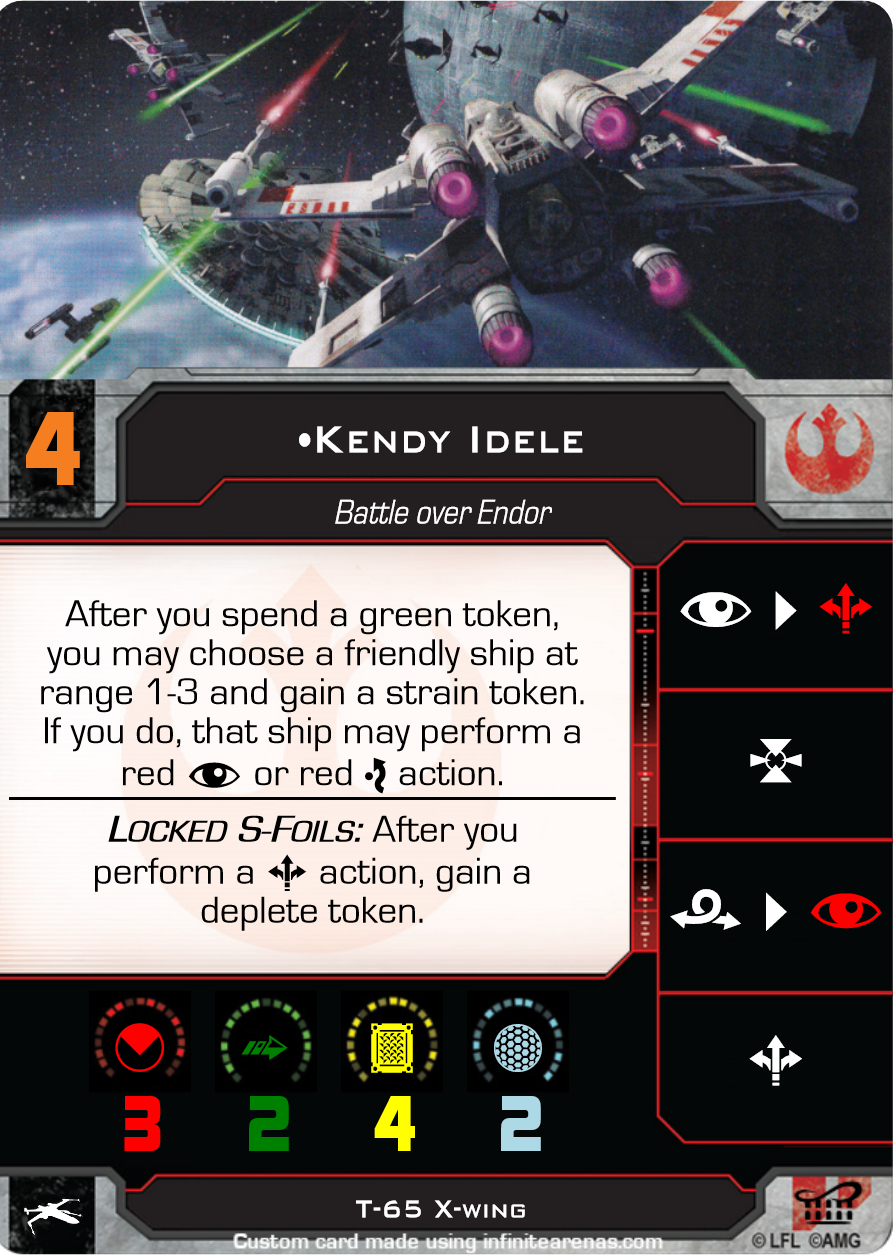 4
•Kendy Idele
Battle over Endor
After you spend a green token,
you may choose a friendly ship at
range 1-3 and gain a strain token.
If you do, that ship may perform a
red or red action.
Locked S-Foils: After you
perform a action, gain a
deplete token.
3 2 4 2
T-65 X-wing
Custom card made using infinitearenas.com
© LFL ©AMG